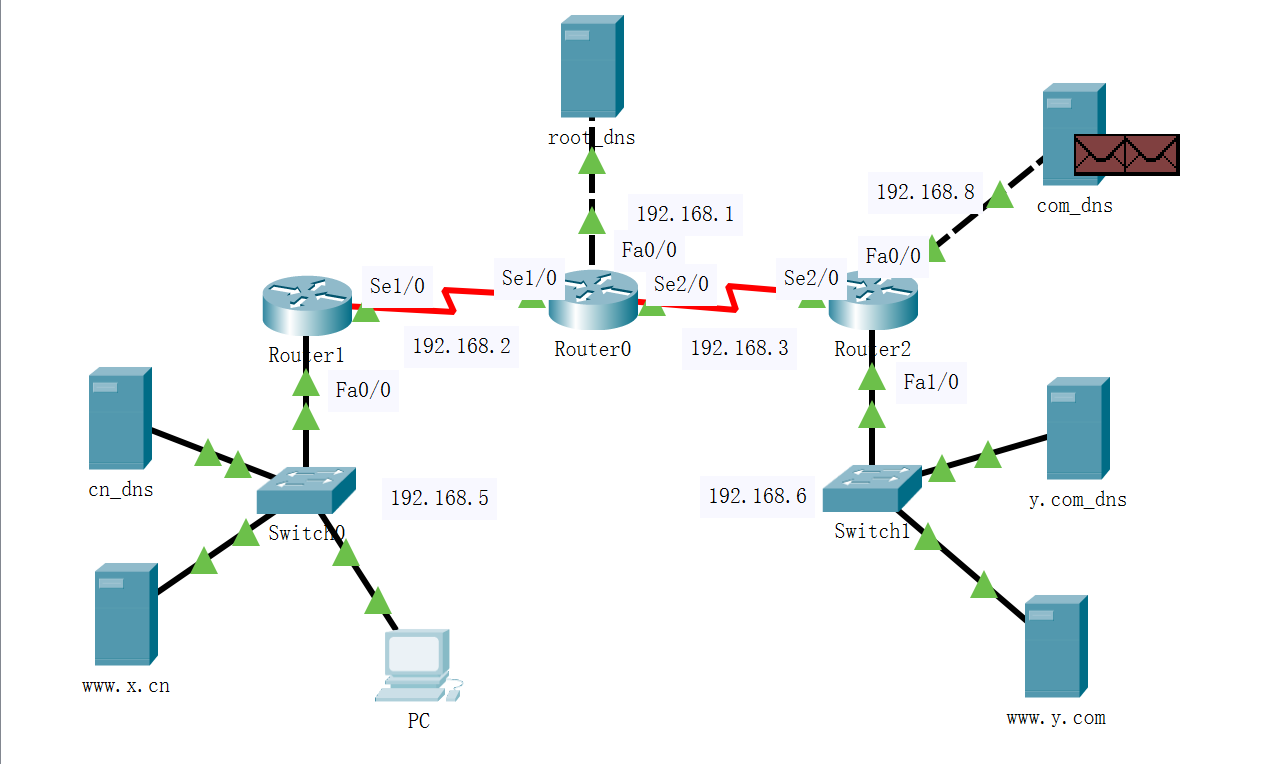 root_dns
192.168.8
com_dns
192.168.1
Fa0/0
Fa0/0
Se1/0
Se1/0
Se2/0
Se2/0
Router1
192.168.2
Router0
192.168.3
Router2
Fa0/0
Fa1/0
cn_dns
192.168.5
192.168.6
y.com_dns
Switch0
Switch1
www.x.cn
PC
www.y.com